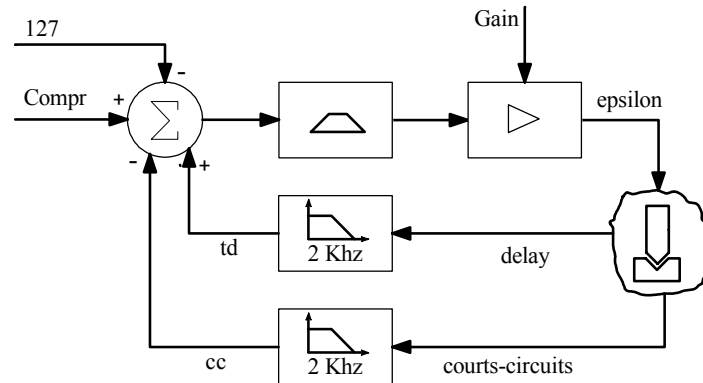 127
Gain
-
Compr
+
Σ
epsilon
-
+
2 Khz
td
delay
2 Khz
cc
courts-circuits